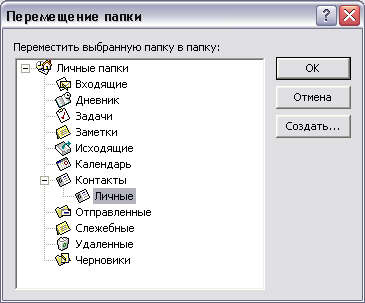 Перемещение папки
Переместить выбранную папку в папку:
Личные папки
Входящие
Дневник
Задачи
Заметки
Исходящие
Календарь
Контакты
Личные
Отправленные
Слежебные
Удаленные
Черновики
ОК
Отмена
Создать...